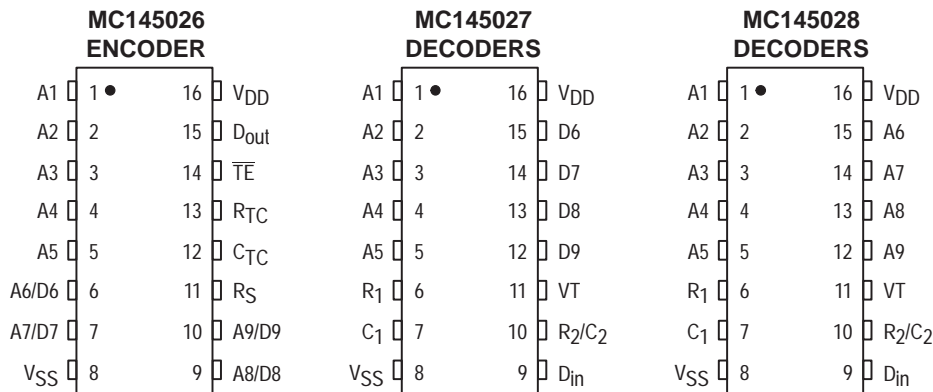 MC145026
ENCODER
A1 1 16 VDD
A2 2 15 Dout
A3 3 14 TE
A4 4 13 RTC
A5 5 12 CTC
A6/D6 6 11 RS
A7/D7 7 10 A9/D9
VSS 8 9 A8/D8
MC145027
DECODERS
A1 1 16 VDD
A2 2 15 D6
A3 3 14 D7
A4 4 13 D8
A5 5 12 D9
R1 6 11 VT
C1 7 10 R2/C2
VSS 8 9 Din
MC145028
DECODERS
A1 1 16 VDD
A2 2 15 A6
A3 3 14 A7
A4 4 13 A8
A5 5 12 A9
R1 6 11 VT
C1 7 10 R2/C2
VSS 8 9 Din